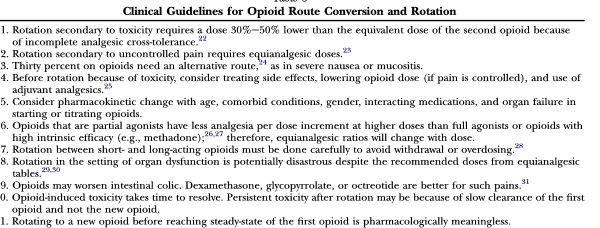 Clinical Guidelines for Opioid Route Conversion and Rotation
1. Rotation secondary to toxicity requires a dose 30%–50% lower than the equivalent dose of the second opioid because
of incomplete analgesic cross-tolerance.22
2. Rotation secondary to uncontrolled pain requires equianalgesic doses.23
3. Thirty percent on opioids need an alternative route,24 as in severe nausea or mucositis.
4. Before rotation because of toxicity, consider treating side effects, lowering opioid dose (if pain is controlled), and use of
adjuvant analgesics.25
5. Consider pharmacokinetic change with age, comorbid conditions, gender, interacting medications, and organ failure in
starting or titrating opioids.
6. Opioids that are partial agonists have less analgesia per dose increment at higher doses than full agonists or opioids with
high intrinsic efficacy (e.g., methadone);26,27 therefore, equianalgesic ratios will change with dose.
7. Rotation between short- and long-acting opioids must be done carefully to avoid withdrawal or overdosing.28
8. Rotation in the setting of organ dysfunction is potentially disastrous despite the recommended doses from equianalgesic
tables.29,30
9. Opioids may worsen intestinal colic. Dexamethasone, glycopyrrolate, or octreotide are better for such pains.31
0. Opioid-induced toxicity takes time to resolve. Persistent toxicity after rotation may be because of slow clearance of the first
opioid and not the new opioid.
1. Rotating to a new opioid before reaching steady-state of the first opioid is pharmacologically meaningless.